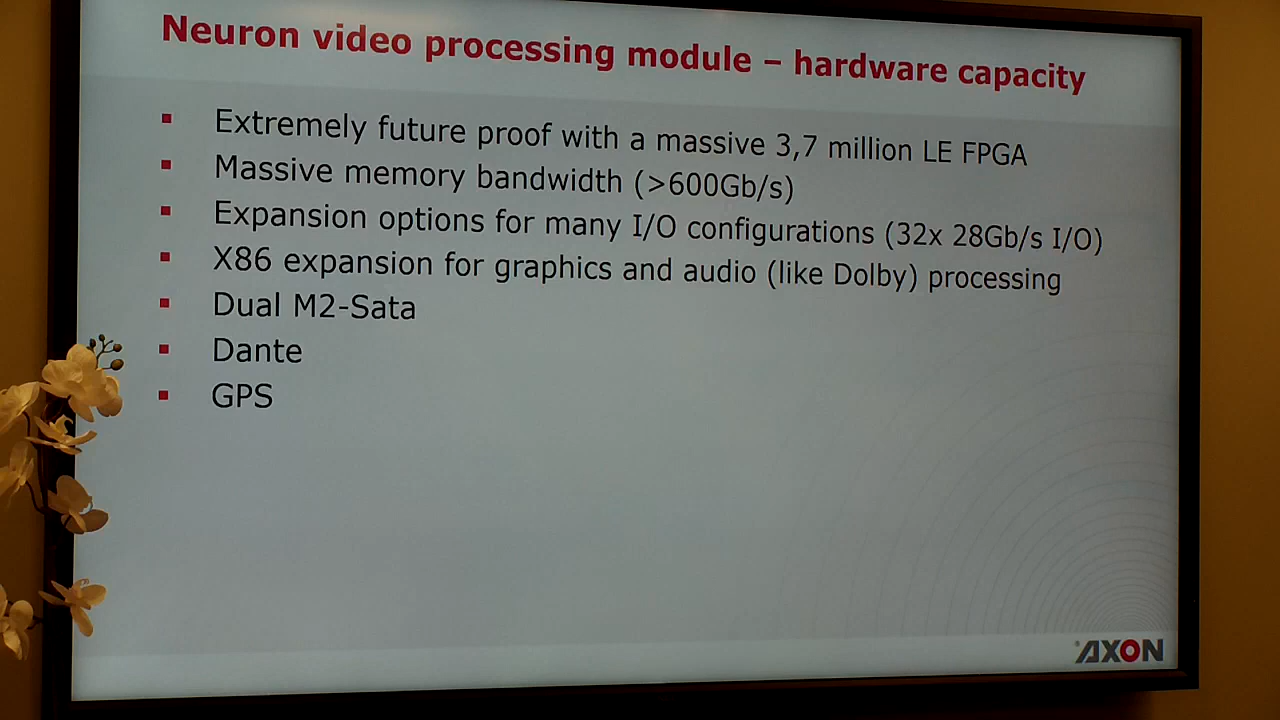 Neuron video processing module – hardware capacity
Extremely future proof with a massive 3,7 million LE FPGA
Massive memory bandwidth (>600Gb/s)
Expansion options for many I/O configurations (32x 28Gb/s I/O)
X86 expansion for graphics and audio (like Dolby) processing
Dual M2-Sata
Dante
GPS
AXON